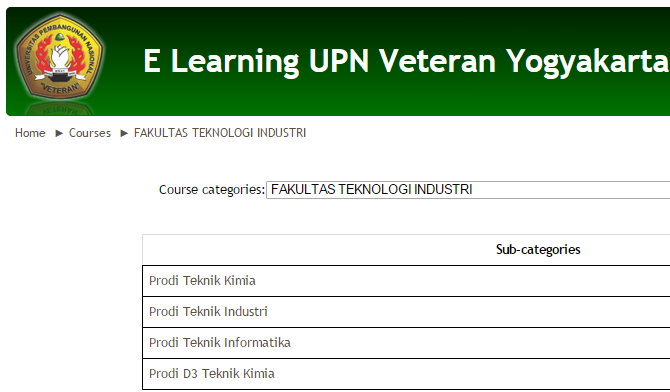 UNIVERSITAS PEMBANGUNAN NASIONAL
"VETERAN"
E Learning UPN Veteran Yogyakarta
Home ► Courses ► FAKULTAS TEKNOLOGI INDUSTRI
Course categories: FAKULTAS TEKNOLOGI INDUSTRI
Sub-categories
Prodi Teknik Kimia
Prodi Teknik Industri
Prodi Teknik Informatika
Prodi D3 Teknik Kimia